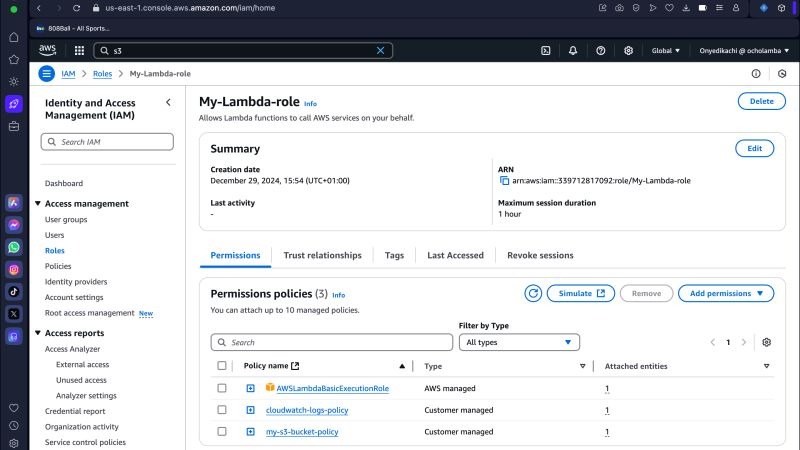 us-east-1.console.aws.amazon.com/iam/home
808Ball - All Sports...
aws
s3
Global
Onyedikachi @ ocholamba
IAM > Roles > My-Lambda-role
Identity and Access Management (IAM)
Search IAM
Dashboard
Access management
User groups
Users
Roles
Policies
Identity providers
Account settings
Root access management New
Access reports
Access Analyzer
External access
Unused access
Analyzer settings
Credential report
Organization activity
Service control policies
My-Lambda-role Info
Delete
Allows Lambda functions to call AWS services on your behalf.
Summary
Edit
Creation date
December 29, 2024, 15:54 (UTC+01:00)
ARN
arn:aws:iam::339712817092:role/My-Lambda-role
Last activity
-
Maximum session duration
1 hour
Permissions
Trust relationships
Tags
Last Accessed
Revoke sessions
Permissions policies (3) Info
Simulate
Remove
Add permissions
You can attach up to 10 managed policies.
Filter by Type
Search
All types
1
Policy name
Type
Attached entities
AWSLambdaBasicExecutionRole
AWS managed
1
cloudwatch-logs-policy
Customer managed
1
my-s3-bucket-policy
Customer managed
1